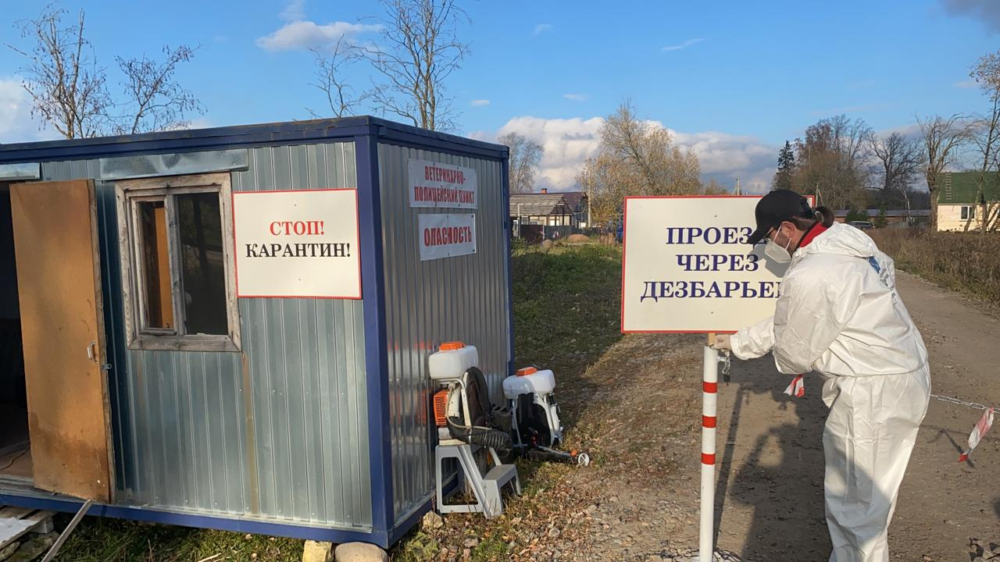 СТОП!
КАРАНТИН!
ВЕТЕРИНАРНО-
ПОЛИЦЕЙСКИЙ ПУНКТ
ОПАСНОСТЬ
ПРОЕЗ
ЧЕРЕЗ
ДЕЗБАРЬЕ